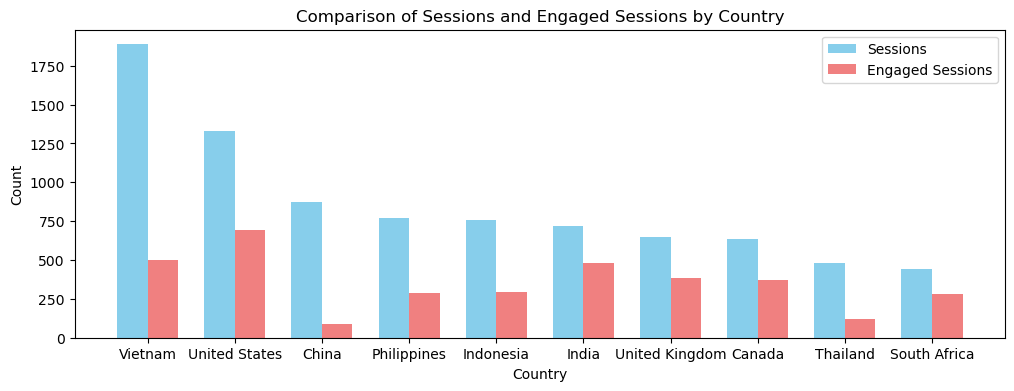 Comparison of Sessions and Engaged Sessions by Country
Sessions
Engaged Sessions
Count
1750
1500
1250
1000
750
500
250
0
Vietnam
United States
China
Philippines
Indonesia
India
United Kingdom
Canada
Thailand
South Africa
Country